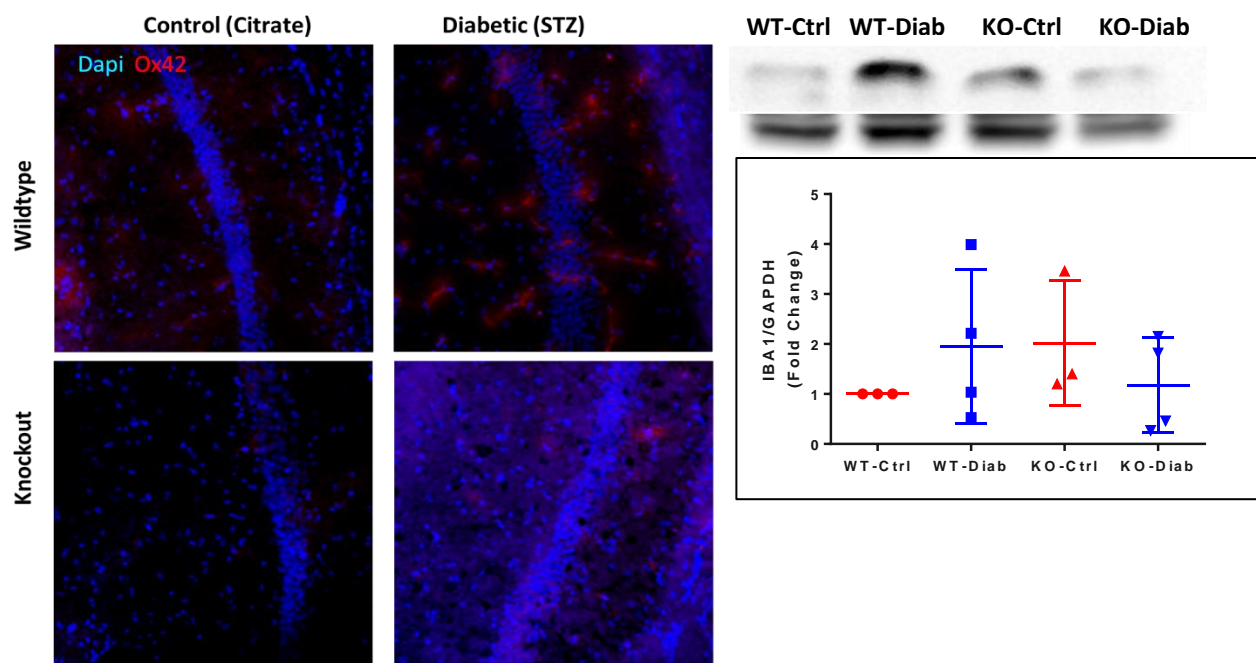 Control (Citrate)
Diabetic (STZ)
Wildtype
Dapi Ox42
Knockout
WT-Ctrl WT-Diab KO-Ctrl KO-Diab
IBA1/GAPDH
(Fold Change)
5
4
3
2
1
0
WT-Ctrl WT-Diab KO-Ctrl KO-Diab